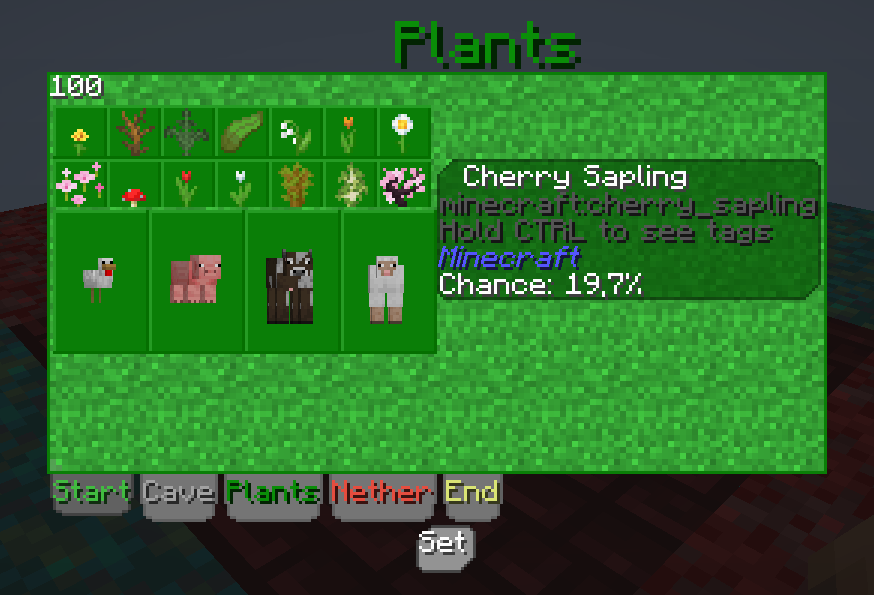 Plants
100
Cherry Sapling
minecraft:cherry_sapling
Hold CTRL to see tags
Minecraft
Chance: 19,7%
Start Cave Plants Nether End
Set